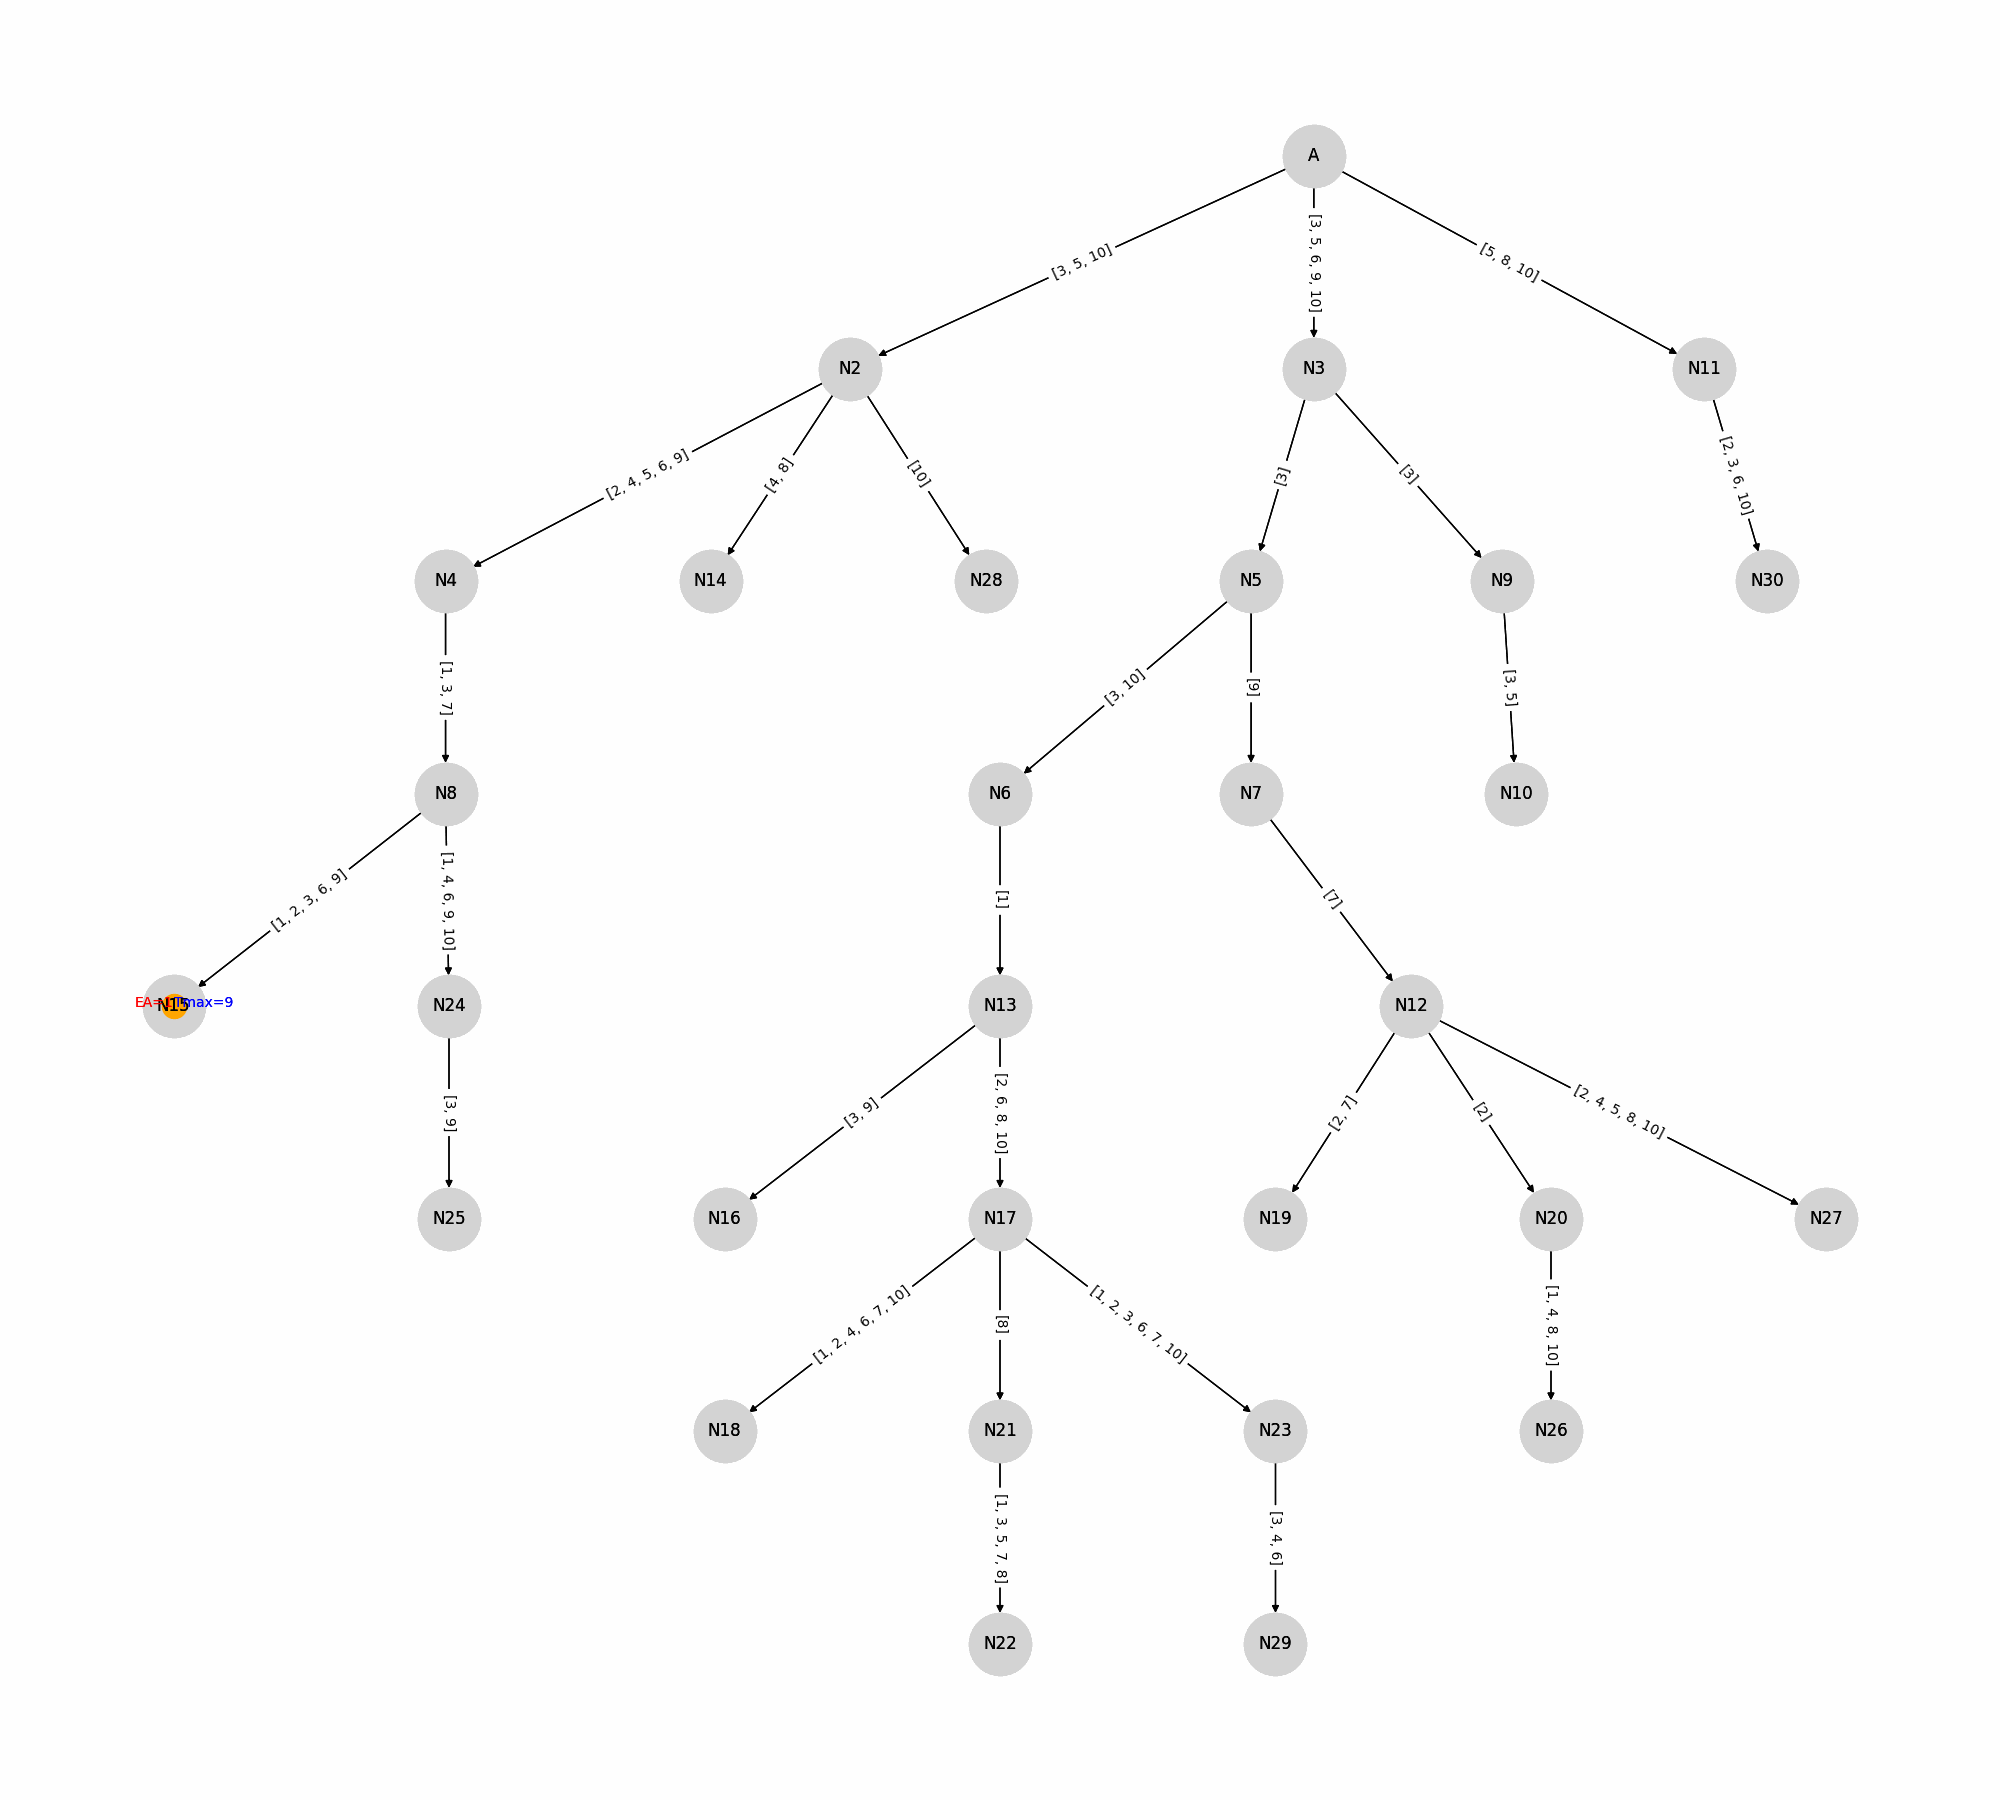 A
[3, 5, 10]
[3, 5, 6, 9, 10]
[5, 8, 10]
N2
N3
N11
[2, 4, 5, 6, 9]
[4, 8]
[10]
[3]
[3]
[2, 3, 6, 10]
N4
N14
N28
N5
N9
N30
[1, 3, 7]
[3, 10]
[9]
[3, 5]
N8
N6
N7
N10
[1, 2, 3, 6, 9]
[1, 4, 6, 9, 10]
[1]
[7]
N15
Tmax=9
N24
N13
N12
[3, 9]
[3, 9]
[2, 6, 8, 10]
[2, 7]
[2]
[2, 4, 5, 8, 10]
N25
N16
N17
N19
N20
N27
[1, 2, 4, 6, 7, 10]
[8]
[1, 2, 3, 6, 7, 10]
[1, 4, 8, 10]
N18
N21
N23
N26
[1, 3, 5, 7, 8]
[3, 4, 6]
N22
N29